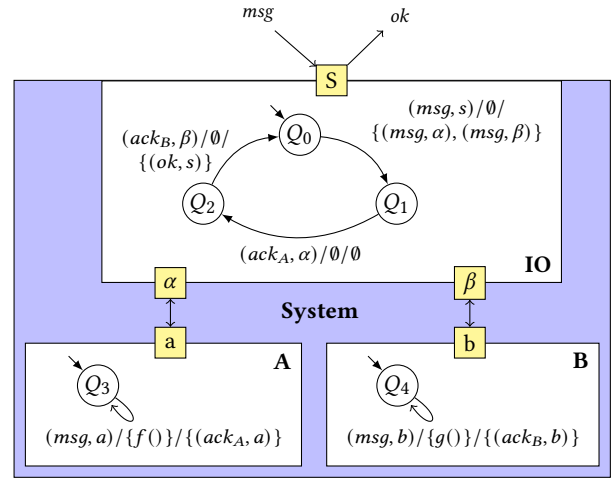 msg
ok
S
(msg, s)/∅/
{(msg, α), (msg, β)}
(ack_B, β)/∅/
{(ok, s)}
Q_0
Q_2
Q_1
(ack_A, α)/∅/∅
IO
α
β
System
a
b
A
B
Q_3
Q_4
(msg, a)/{f()}/{(ack_A, a)}
(msg, b)/{g()}/{(ack_B, b)}